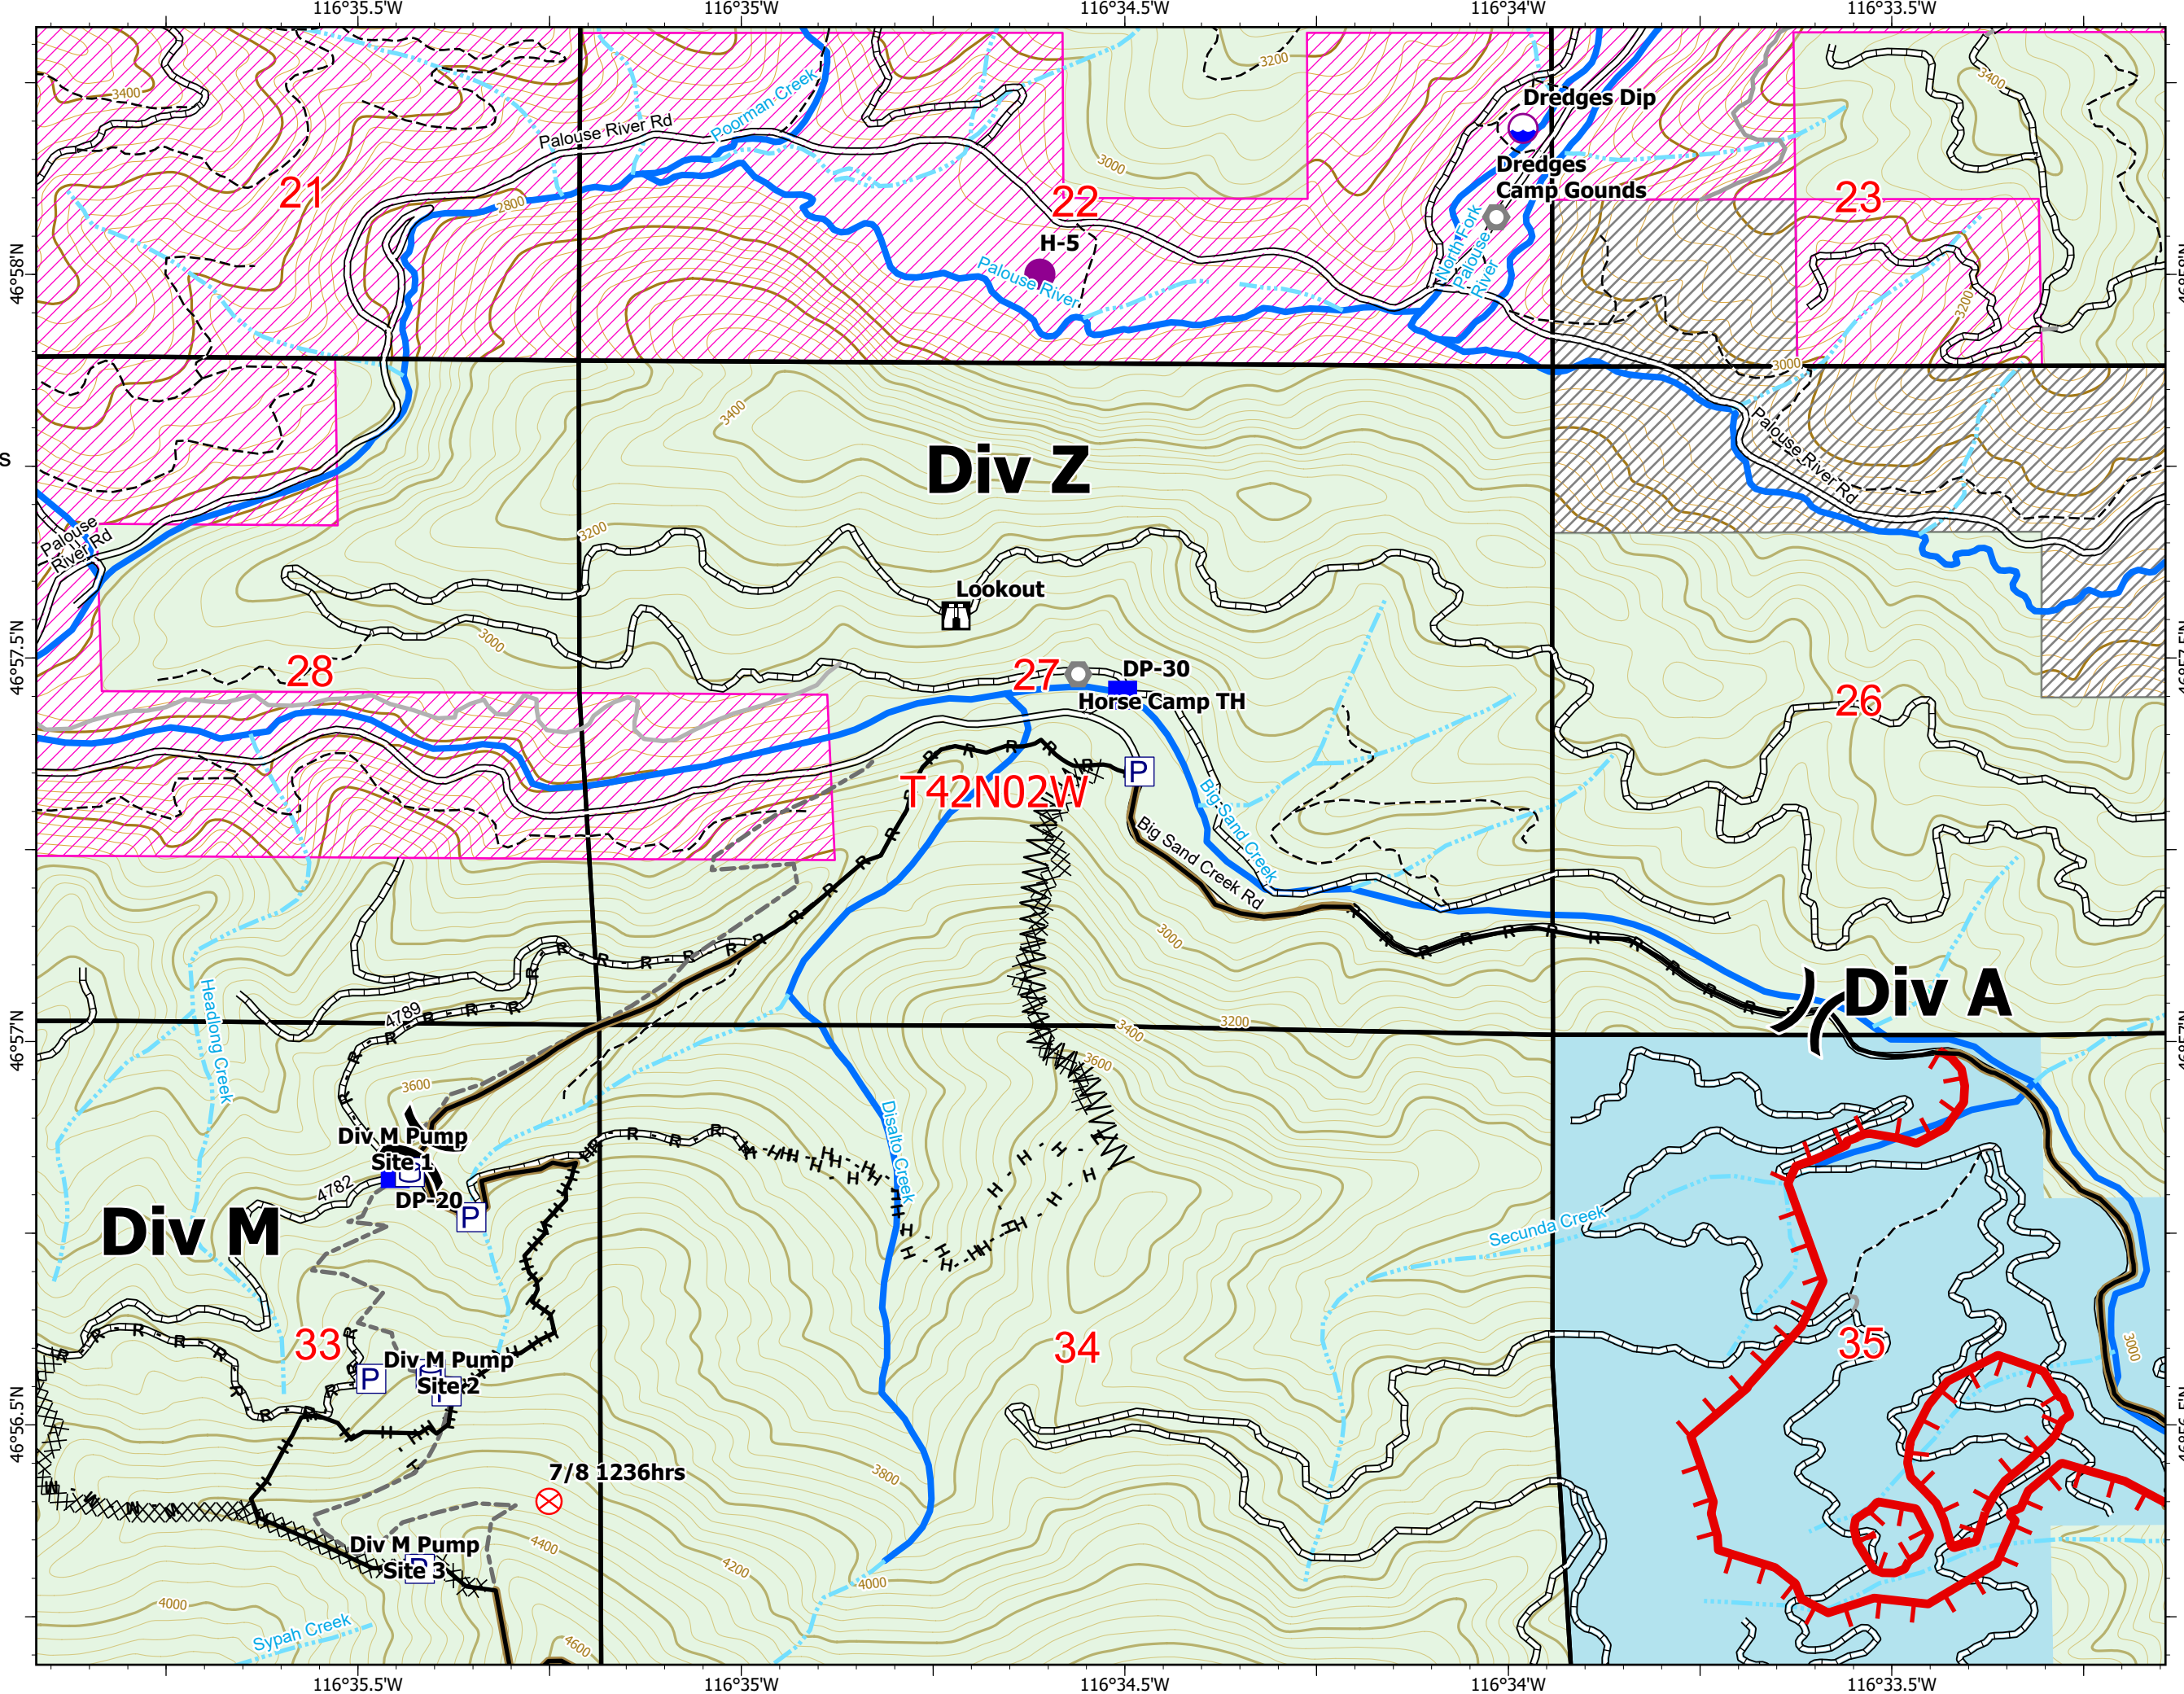 116°35.5'W
116°35'W
116°34.5'W
116°34'W
116°33.5'W
3400
3200
3400
Dredges Dip
Poorman Creek
Palouse River Rd
3000
Dredges
Camp Gounds
21
22
23
2800
H-5
North Fork
Palouse
River
46°58'N
Palouse River
3200
3000
3400
Palouse River Rd
S
Div Z
3200
Palouse
River Rd
Lookout
46°57.5'N
3000
28
27
DP-30
Horse Camp TH
26
R
P
T42N02W
Big Sand Creek
Big Sand Creek Rd
3000
Headlong Creek
4789
Div A
46°57'N
3400
3200
3600
3600
Div M Pump
Site 1
Disalto Creek
4782
DP-20
P
Div M
Secunda Creek
33
34
35
3000
Div M Pump
Site 2
P
46°56.5'N
7/8 1236hrs
3800
4400
4200
4000
Div M Pump
Site 3
4000
Sypah Creek
4600
116°35.5'W
116°35'W
116°34.5'W
116°34'W
116°33.5'W